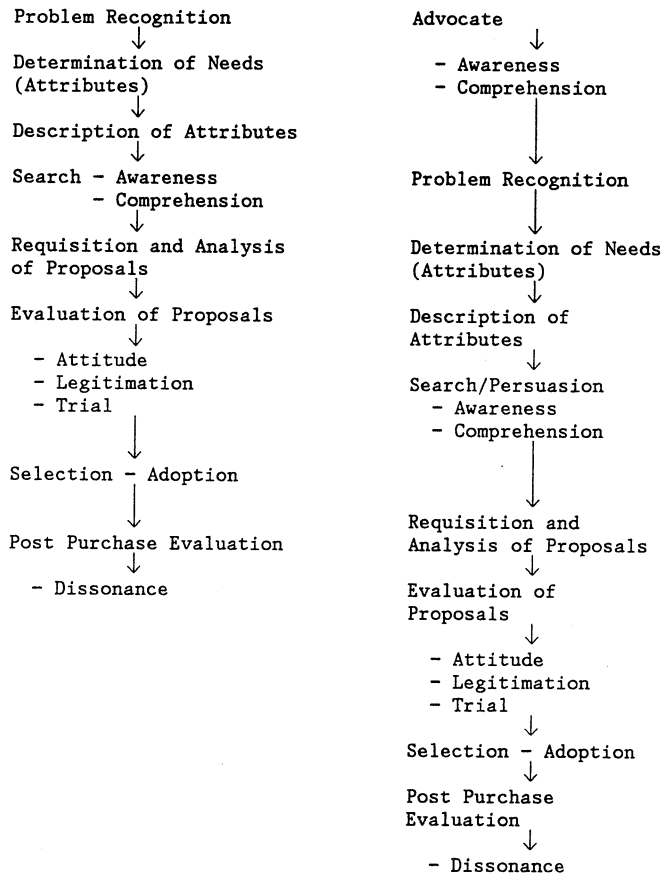 Problem Recognition
Determination of Needs
(Attributes)
Description of Attributes
Search - Awareness
- Comprehension
Requisition and Analysis
of Proposals
Evaluation of Proposals
- Attitude
- Legitimation
- Trial
Selection - Adoption
Post Purchase Evaluation
- Dissonance
Advocate
- Awareness
- Comprehension
Problem Recognition
Determination of Needs
(Attributes)
Description of
Attributes
Search/Persuasion
- Awareness
- Comprehension
Requisition and
Analysis of Proposals
Evaluation of
Proposals
- Attitude
- Legitimation
- Trial
Selection - Adoption
Post Purchase
Evaluation
- Dissonance